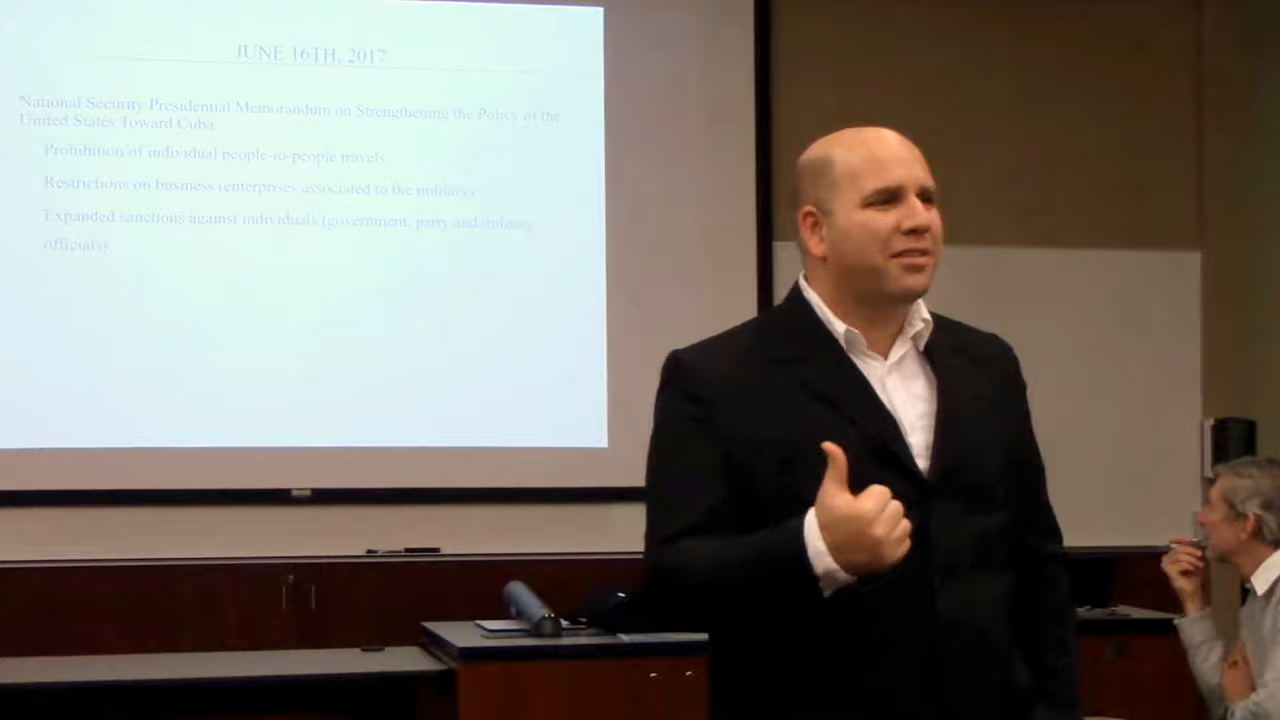 JUNE 16TH, 2017
National Security Presidential Memorandum on Strengthening the Policy of the
United States Toward Cuba
Prohibition of individual people-to-people travels
Restrictions on business (enterprises associated to the military)
Expanded sanctions against individuals (government, party and military
officials)